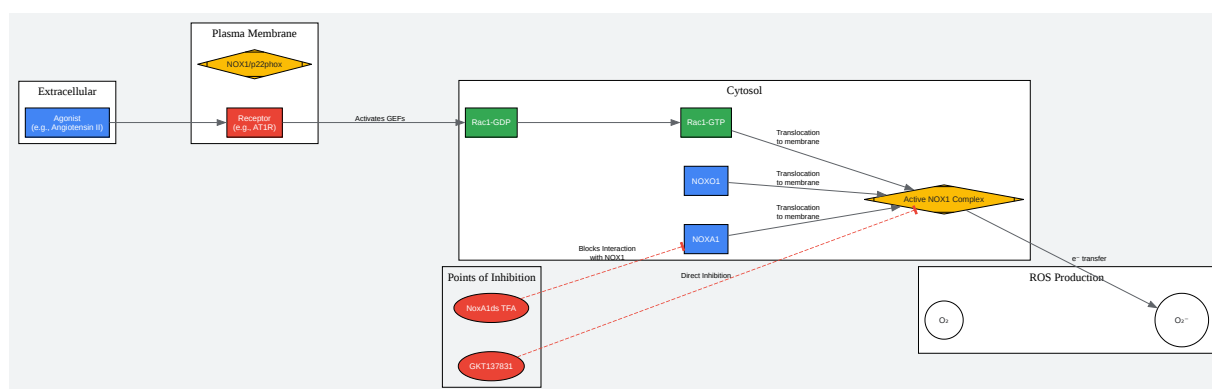 Plasma Membrane
NOX1/p22phox
Extracellular
Agonist
(e.g., Angiotensin II)
Receptor
(e.g., AT1R)
Activates GEFs
Cytosol
Rac1-GDP
Rac1-GTP
Translocation
to membrane
NOXO1
Translocation
to membrane
Active NOX1 Complex
Translocation
to membrane
NOXA1
Blocks Interaction
with NOX1
Direct Inhibition
e⁻ transfer
Points of Inhibition
NoxA1ds TFA
GKT137831
ROS Production
O₂
O₂⁻